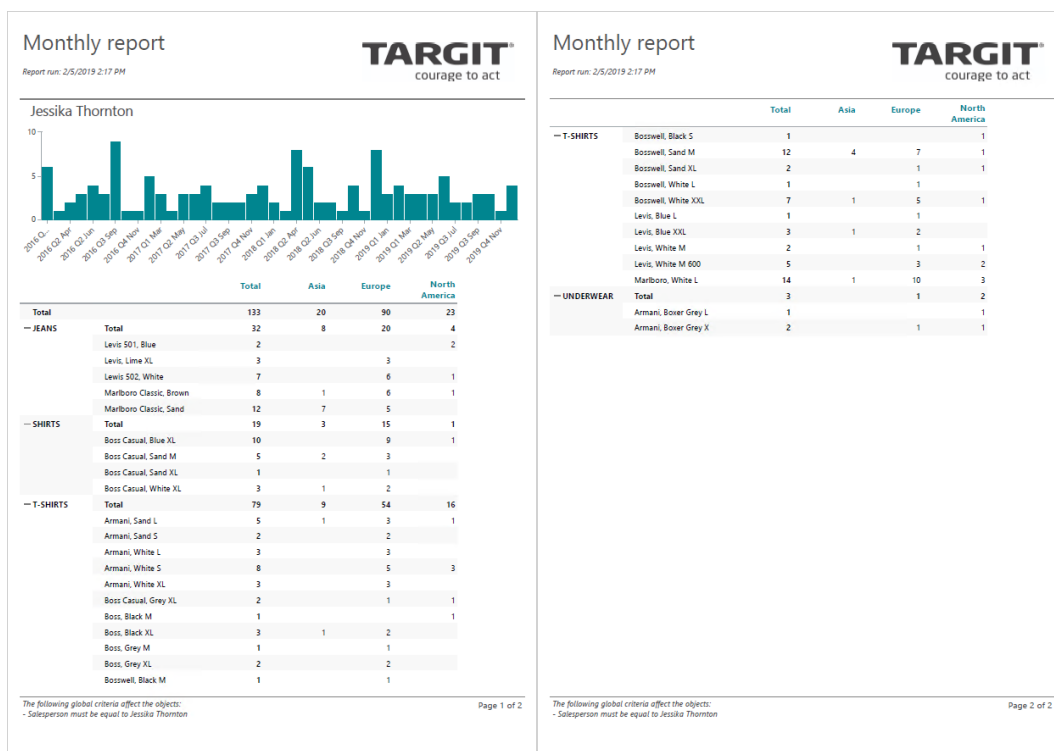 Monthly report
TARGIT
courage to act
Report run: 2/5/2019 2:17 PM
Jessika Thornton
10
5
0
2016 Q... 2016 Q2 Apr 2016 Q2 Jun 2016 Q3 Sep 2016 Q4 Nov 2017 Q1 Mar 2017 Q2 May 2017 Q3 Jul 2017 Q3 Sep 2017 Q4 Nov 2018 Q1 Jan 2018 Q2 Apr 2018 Q2 Jun 2018 Q3 Sep 2018 Q4 Nov 2019 Q1 Jan 2019 Q1 Mar 2019 Q2 May 2019 Q3 Jul 2019 Q3 Sep 2019 Q4 Nov
Total Asia Europe North
America
Total 133 20 90 23
JEANS Total 32 8 20 4
Levis 501, Blue 2 2
Levis, Lime XL 3 3
Lewis 502, White 7 6 1
Marlboro Classic, Brown 8 1 6 1
Marlboro Classic, Sand 12 7 5
SHIRTS Total 19 3 15 1
Boss Casual, Blue XL 10 9 1
Boss Casual, Sand M 5 2 3
Boss Casual, Sand XL 1 1
Boss Casual, White XL 3 1 2
T-SHIRTS Total 79 9 54 16
Armani, Sand L 5 1 3 1
Armani, Sand S 2 2
Armani, White L 3 3
Armani, White S 8 5 3
Armani, White XL 3 3
Boss Casual, Grey XL 2 1 1
Boss, Black M 1 1
Boss, Black XL 3 1 2
Boss, Grey M 1 1
Boss, Grey XL 2 2
Bosswell, Black M 1 1
The following global criteria affect the objects:
- Salesperson must be equal to Jessika Thornton
Page 1 of 2
Monthly report
TARGIT
courage to act
Report run: 2/5/2019 2:17 PM
Total Asia Europe North
America
T-SHIRTS Bosswell, Black S 1 1
Bosswell, Sand M 12 4 7 1
Bosswell, Sand XL 2 1 1
Bosswell, White L 1 1
Bosswell, White XXL 7 1 5 1
Levis, Blue L 1 1
Levis, Blue XXL 3 1 2
Levis, White M 2 1 1
Levis, White M 600 5 3 2
Marlboro, White L 14 1 10 3
UNDERWEAR Total 3 1 2
Armani, Boxer Grey L 1 1
Armani, Boxer Grey X 2 1 1
The following global criteria affect the objects:
- Salesperson must be equal to Jessika Thornton
Page 2 of 2